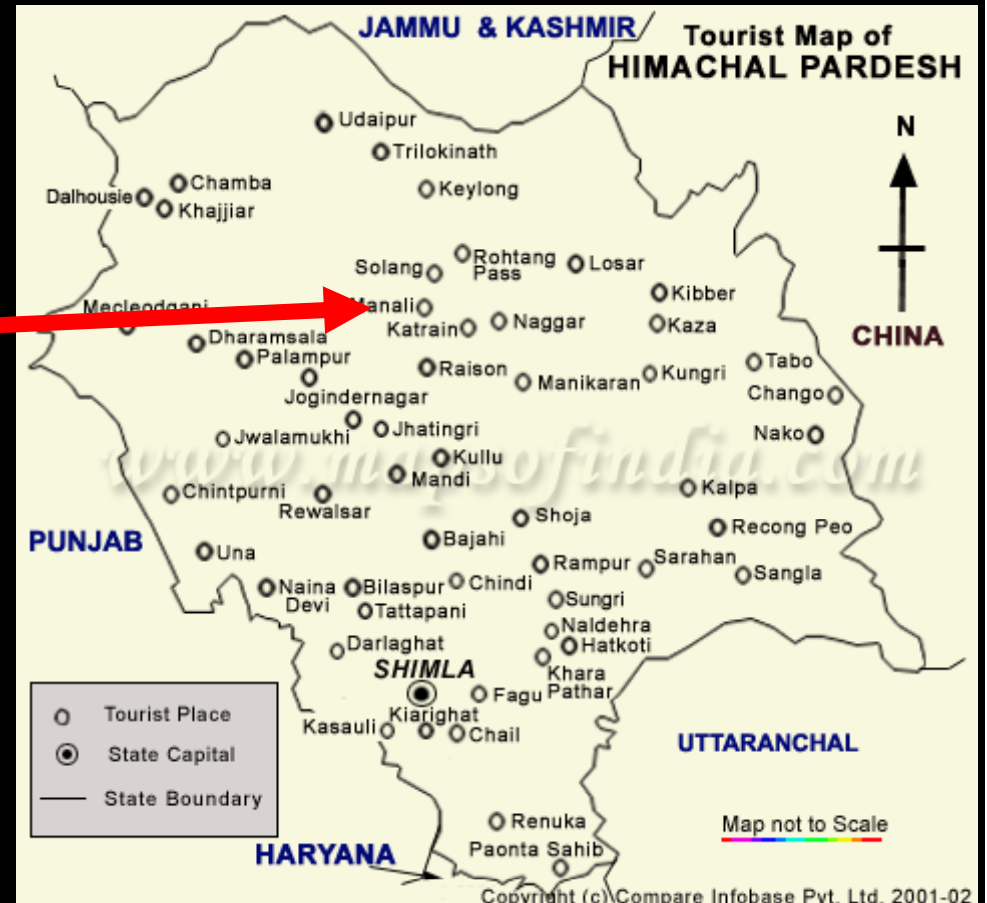 JAMMU & KASHMIR
Tourist Map of
HIMACHAL PARDESH
N
Udaipur
Trilokinath
Keylong
Chamba
Dalhousie
Khajjiar
Rohtang
Pass
Solang
Losar
Kibber
Manali
Mecleodganj
Katrain
Naggar
Kaza
CHINA
Dharamsala
Palampur
Raison
Manikaran
Kungri
Tabo
Chango
Jogindernagar
Jhatingri
Jwalamukhi
Nako
www.mapsofindia.com
Kullu
Mandi
Chintpurni
Rewalsar
Kalpa
Shoja
Recong Peo
PUNJAB
Bajahi
Una
Rampur
Sarahan
Sangla
Naina
Devi
Bilaspur
Chindi
Tattapani
Sungri
Naldehra
Hatkoti
Darlaghat
Khara
Pathar
SHIMLA
Fagu
Kiarighat
Kasauli
Chail
Tourist Place
State Capital
State Boundary
UTTARANCHAL
Renuka
Map not to Scale
HARYANA
Paonta Sahib
Copyright (c) Compare Infobase Pvt. Ltd. 2001-02